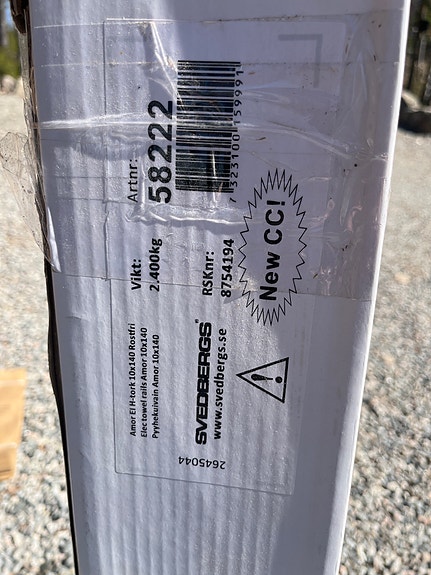 Amor El H-tork 10x140 Rostfri
Elec towel rails Amor 10x140
Pyyhekuivain Amor 10x140
SVEDBERGS®
www.svedbergs.se
2645044
Vikt:
2.400kg
RSKnr:
8754194
New CC!
Artnr:
58222
7 323100 159991